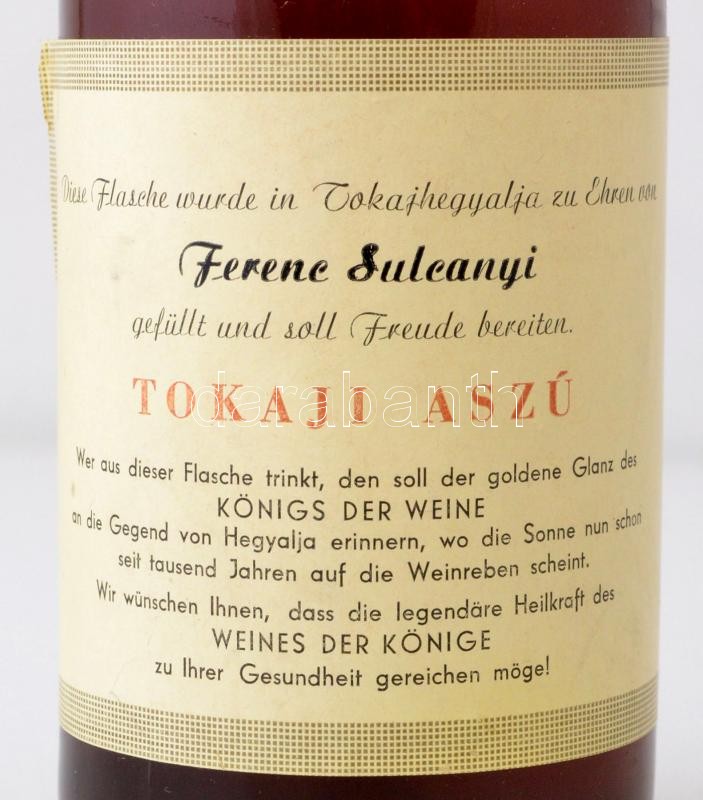 Diese Flasche wurde in Tokajhegyalja zu Ehren von
Ferenc Sulcanyi
gefüllt und soll Freude bereiten.
TOKAJI ASZÚ
darabanth
Wer aus dieser Flasche trinkt, den soll der goldene Glanz des
KÖNIGS DER WEINE
an die Gegend von Hegyalja erinnern, wo die Sonne nun schon
seit tausend Jahren auf die Weinreben scheint.
Wir wünschen Ihnen, dass die legendäre Heilkraft des
WEINES DER KÖNIGE
zu Ihrer Gesundheit gereichen möge!